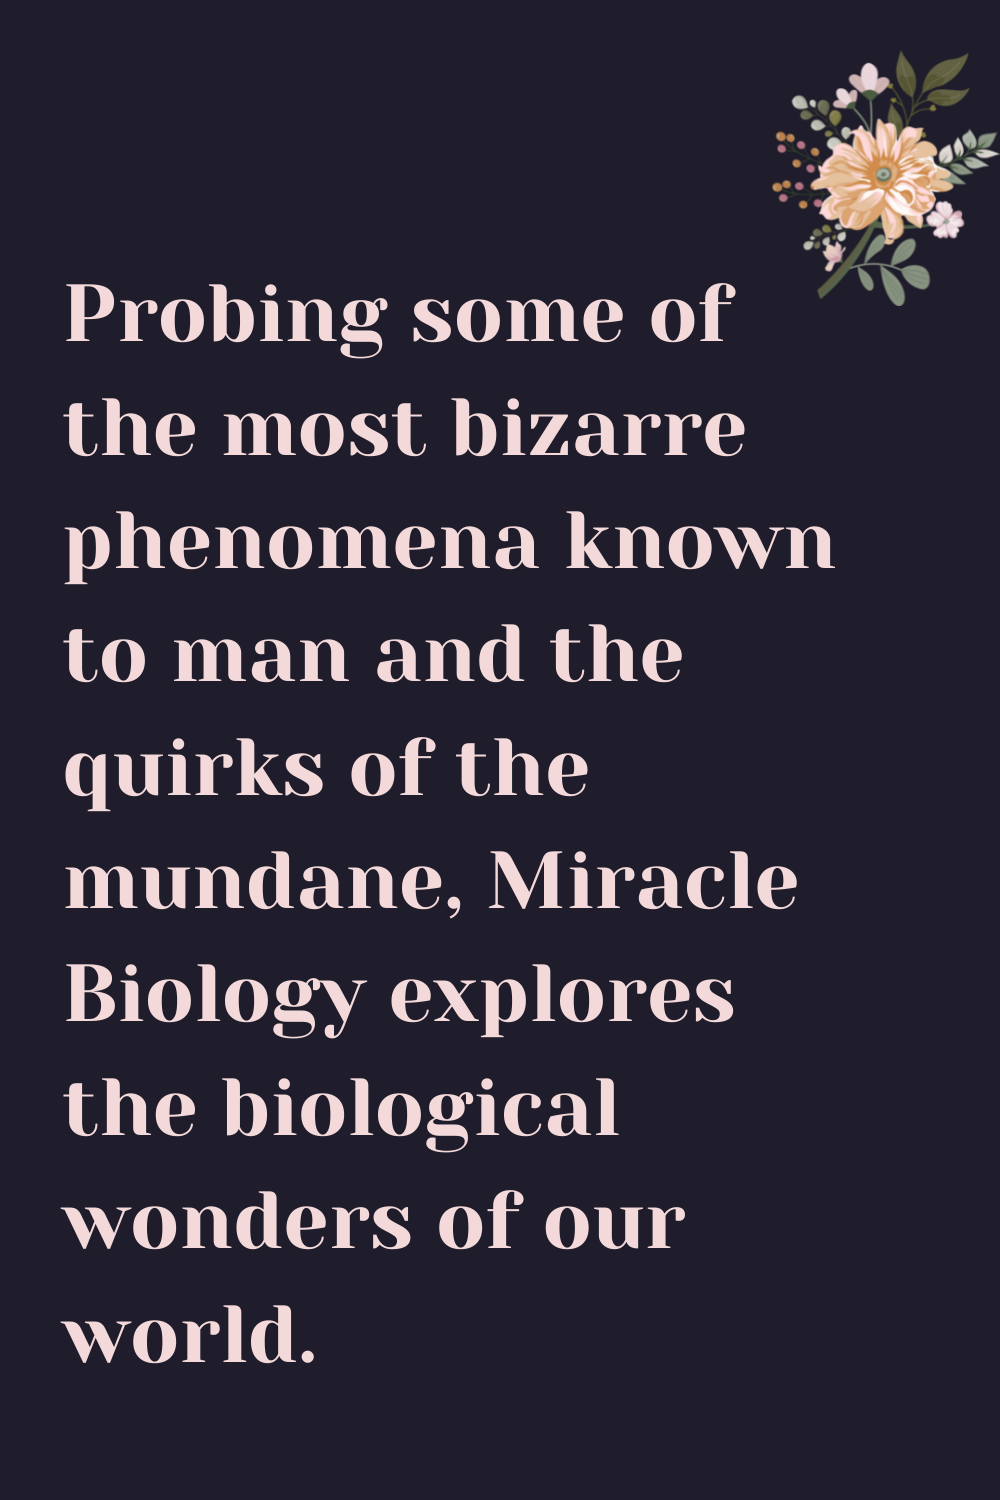 Probing some of
the most bizarre
phenomena known
to man and the
quirks of the
mundane, Miracle
Biology explores
the biological
wonders of our
world.